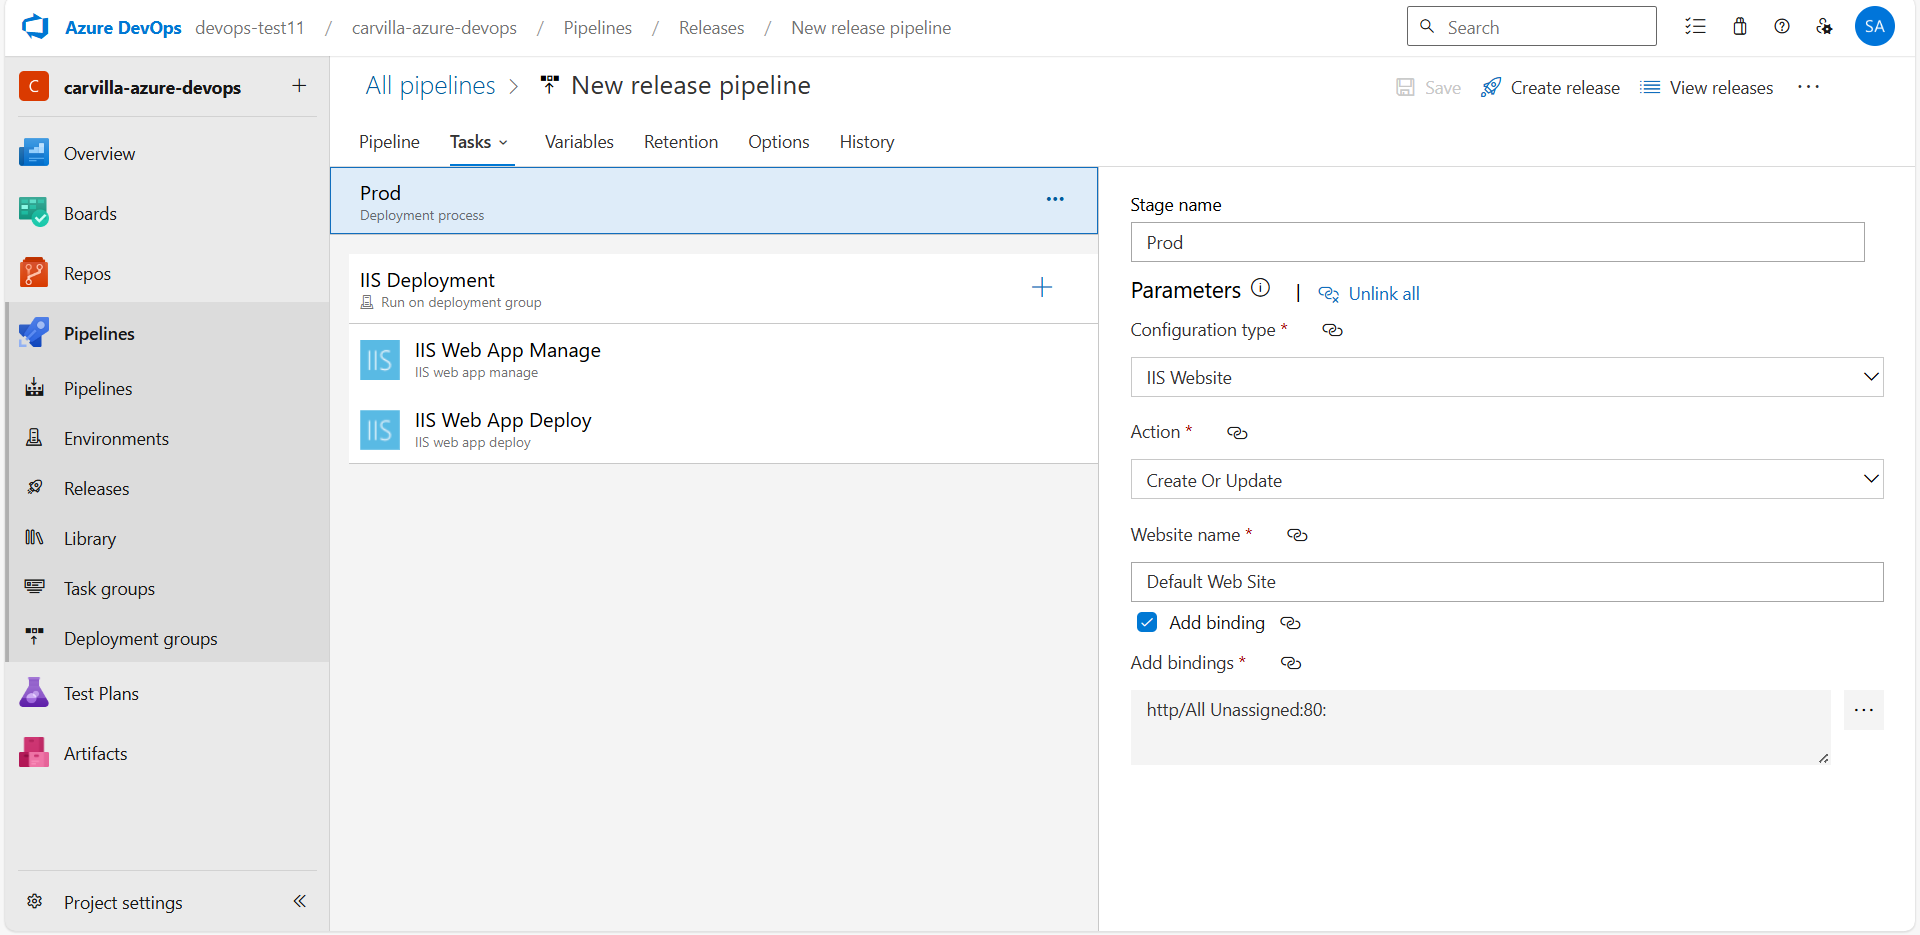 Azure DevOps devops-test11 / carvilla-azure-devops / Pipelines / Releases / New release pipeline
Search
SA
C carvilla-azure-devops
Overview
Boards
Repos
Pipelines
Pipelines
Environments
Releases
Library
Task groups
Deployment groups
Test Plans
Artifacts
Project settings
All pipelines > New release pipeline
Save Create release View releases
Pipeline Tasks Variables Retention Options History
Prod
Deployment process
IIS Deployment
Run on deployment group
IIS IIS Web App Manage
IIS web app manage
IIS IIS Web App Deploy
IIS web app deploy
Stage name
Prod
Parameters | Unlink all
Configuration type *
IIS Website
Action *
Create Or Update
Website name *
Default Web Site
Add binding
Add bindings *
http/All Unassigned:80: